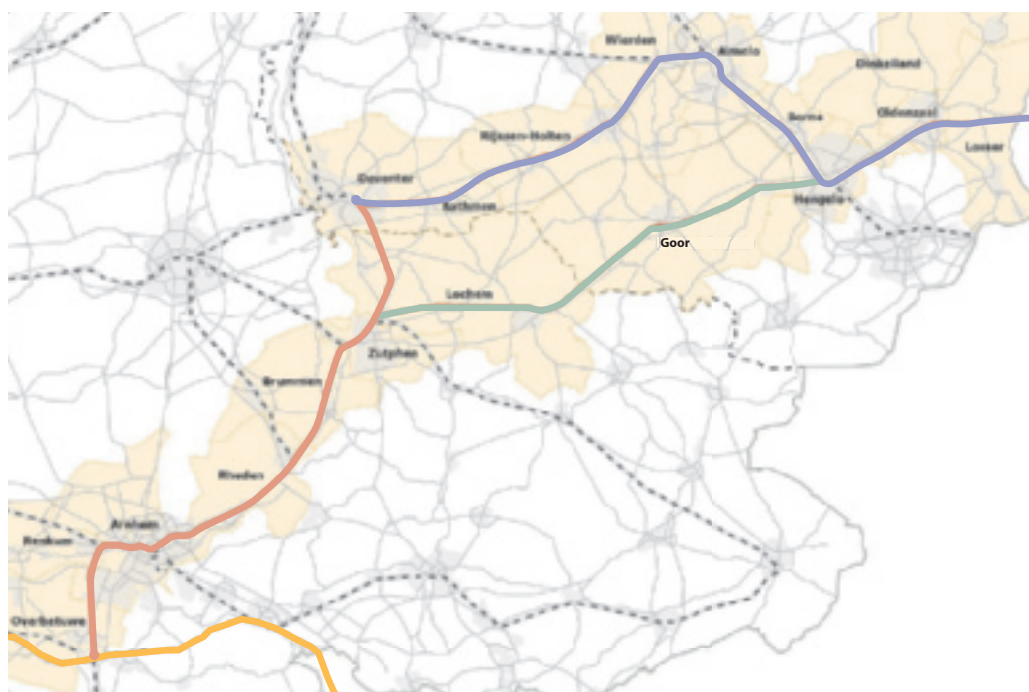 Wierden
Almelo
Dinkelland
Borne
Oldenzaal
Rijssen-Holten
Losser
Deventer
Bathmen
Hengelo
Goor
Lochem
Zutphen
Brummen
Rheden
Arnhem
Renkum
Overbetuwe